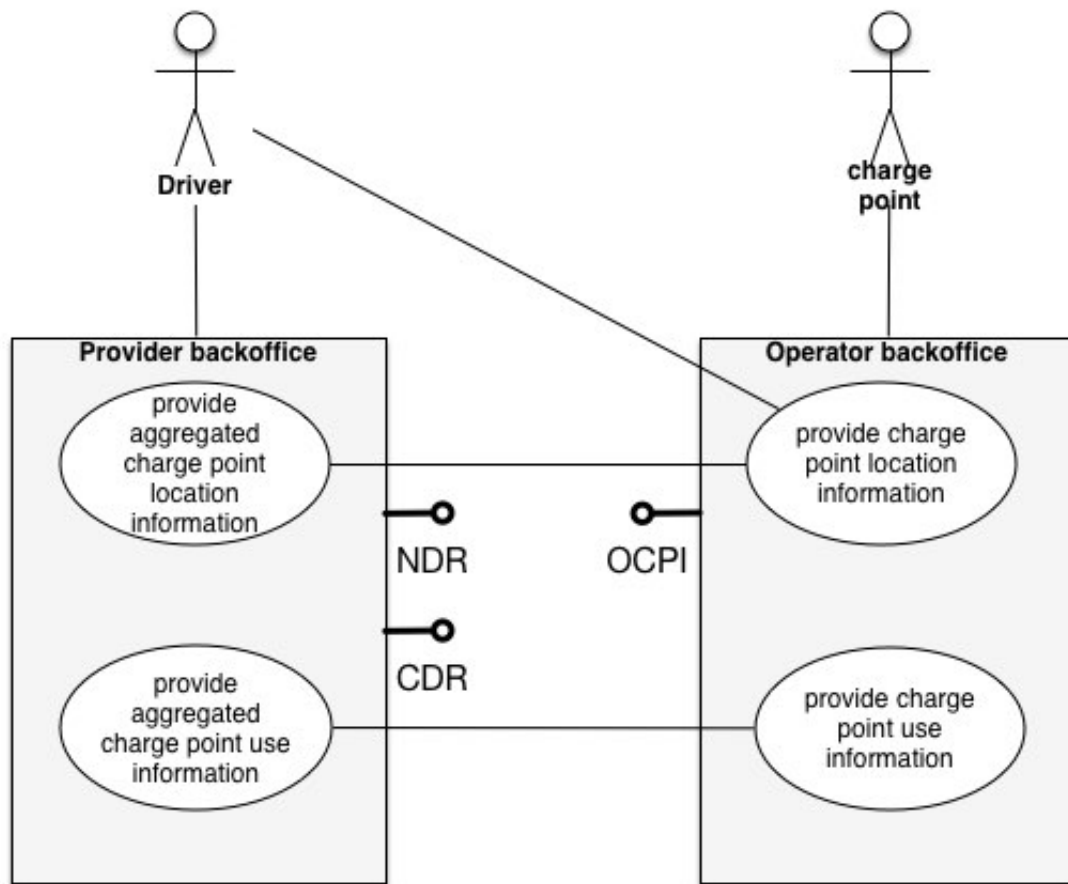 Driver
charge
point
Provider backoffice
provide
aggregated
charge point
location
information
Operator backoffice
provide charge
point location
information
NDR
OCPI
CDR
provide
aggregated
charge point use
information
provide charge
point use
information